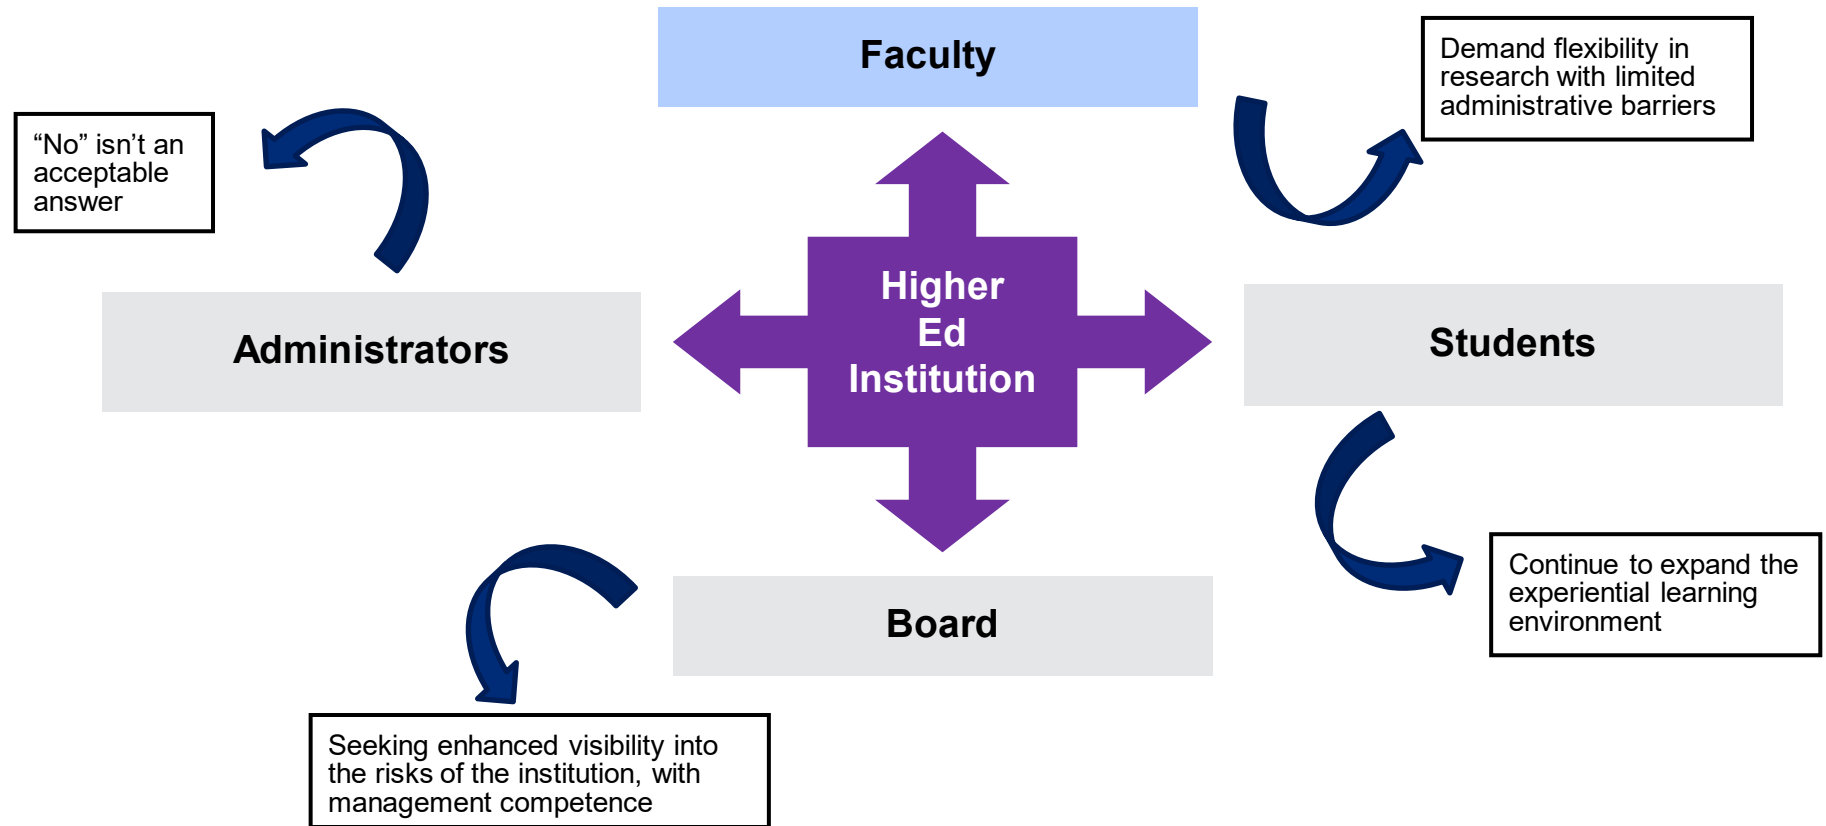 Faculty
Demand flexibility in
research with limited
administrative barriers
“No” isn’t an
acceptable
answer
Higher
Ed
Institution
Administrators
Students
Continue to expand the
experiential learning
environment
Board
Seeking enhanced visibility into
the risks of the institution, with
management competence